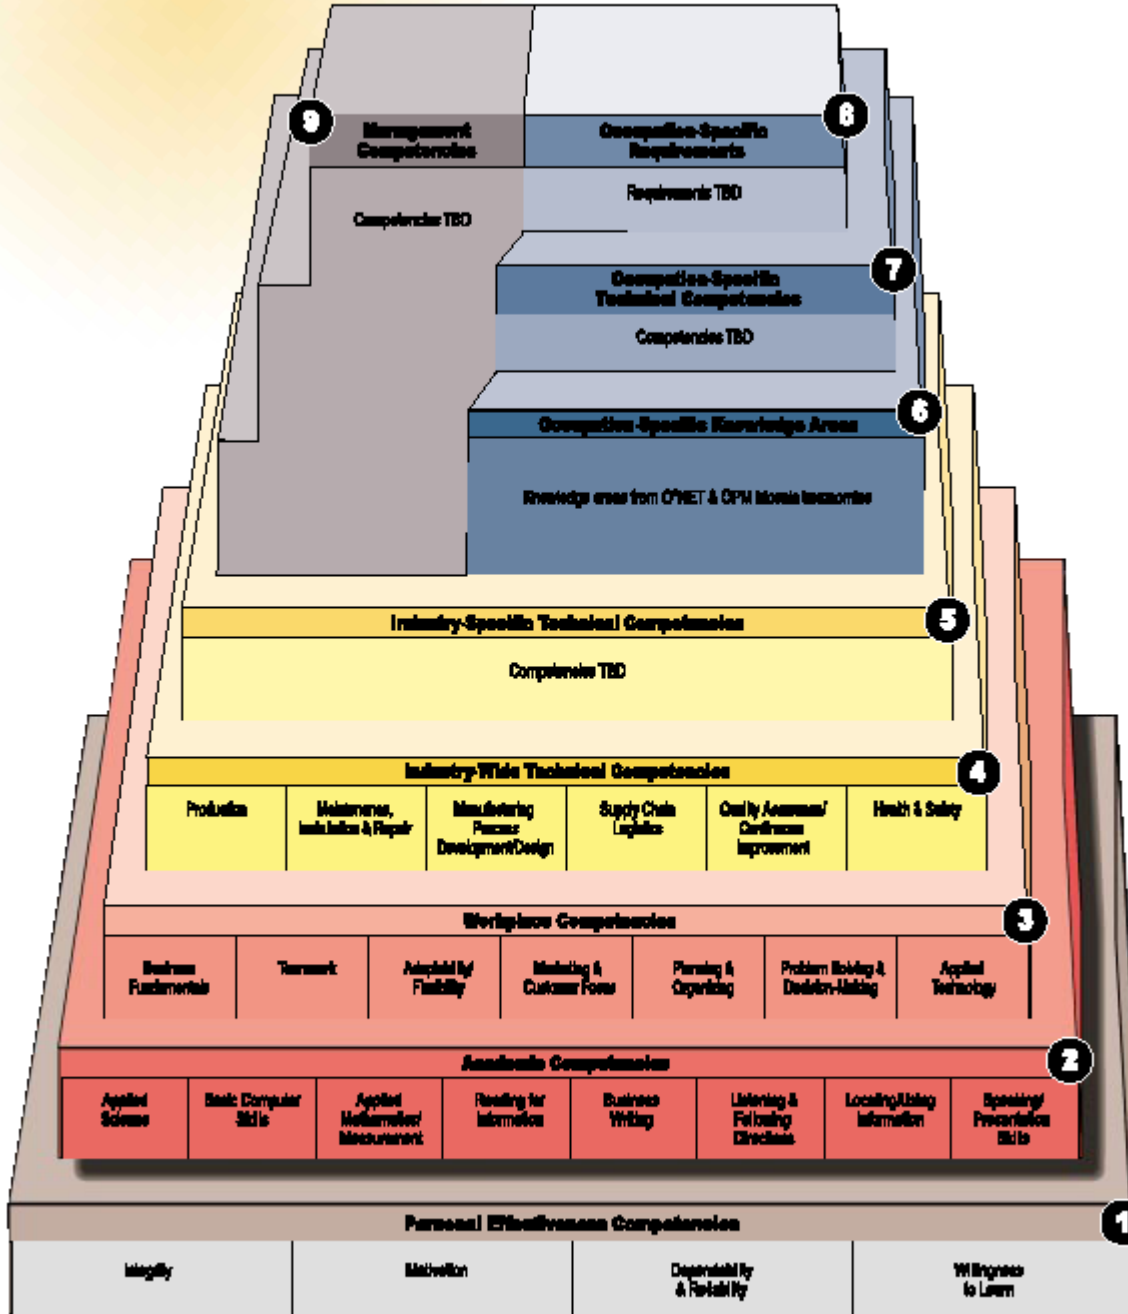 9
Management
Competencies
Competencies TBD
8
Occupation-Specific
Requirements
Requirements TBD
7
Occupation-Specific
Technical Competencies
Competencies TBD
6
Occupation-Specific Knowledge Areas
Knowledge areas from O*NET & OPM
5
Industry-Specific Technical Competencies
Competencies TBD
4
Industry-Wide Technical Competencies
Production
Maintenance,
Installation & Repair
Manufacturing
Process
Development/Design
Supply Chain
Logistics
Quality Assurance/
Continuous
Improvement
Health & Safety
3
Workplace Competencies
Business
Fundamentals
Teamwork
Adaptability/
Flexibility
Marketing &
Customer Focus
Planning &
Organizing
Problem Solving &
Decision-Making
Applied
Technology
2
Academic Competencies
Applied
Science
Basic Computer
Skills
Applied
Mathematics/
Measurement
Reading for
Information
Business
Writing
Listening &
Following
Directions
Locating/Using
Information
Speaking/
Presentation
Skills
1
Personal Effectiveness Competencies
Integrity
Motivation
Dependability
& Reliability
Willingness
to Learn